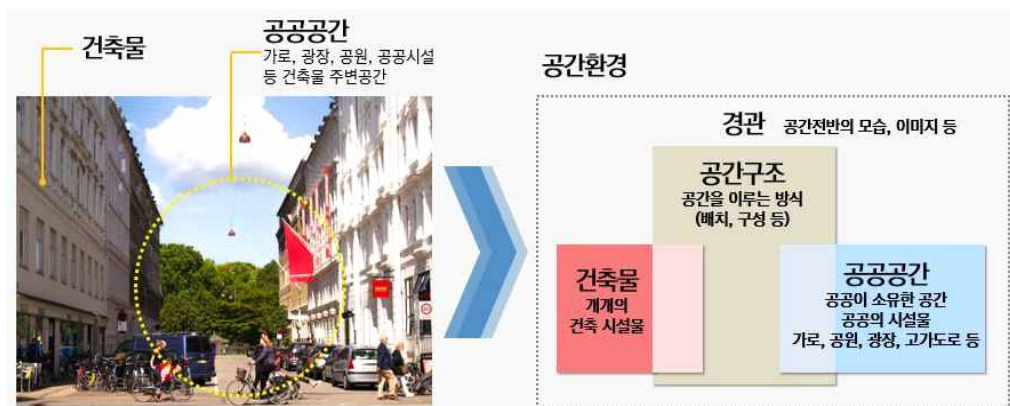 건축물
공공공간
가로, 광장, 공원, 공공시설
등 건축물 주변공간
공간환경
경관 공간전반의 모습, 이미지 등
공간구조
공간을 이루는 방식
(배치, 구성 등)
건축물
개개의
건축 시설물
공공공간
공공이 소유한 공간
공공의 시설물
가로, 공원, 광장, 고가도로 등